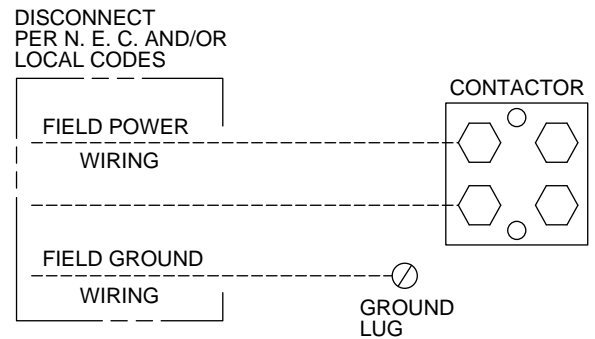 DISCONNECT
PER N. E. C. AND/OR
LOCAL CODES
CONTACTOR
FIELD POWER
WIRING
FIELD GROUND
WIRING
GROUND
LUG